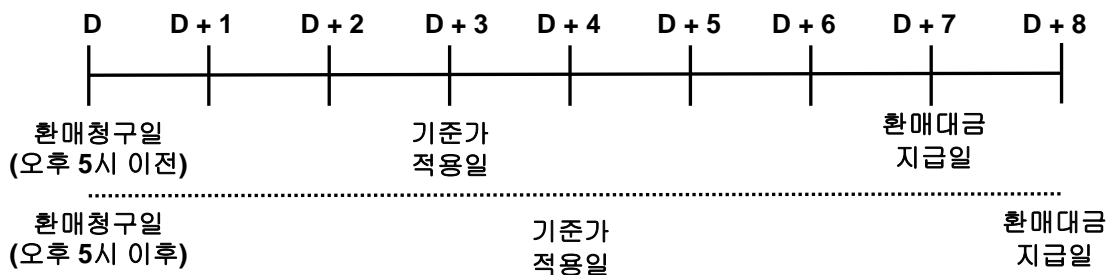 D D + 1 D + 2 D + 3 D + 4 D + 5 D + 6 D + 7 D + 8
환매청구일
(오후 5시 이전)
기준가
적용일
환매대금
지급일
환매청구일
(오후 5시 이후)
기준가
적용일
환매대금
지급일